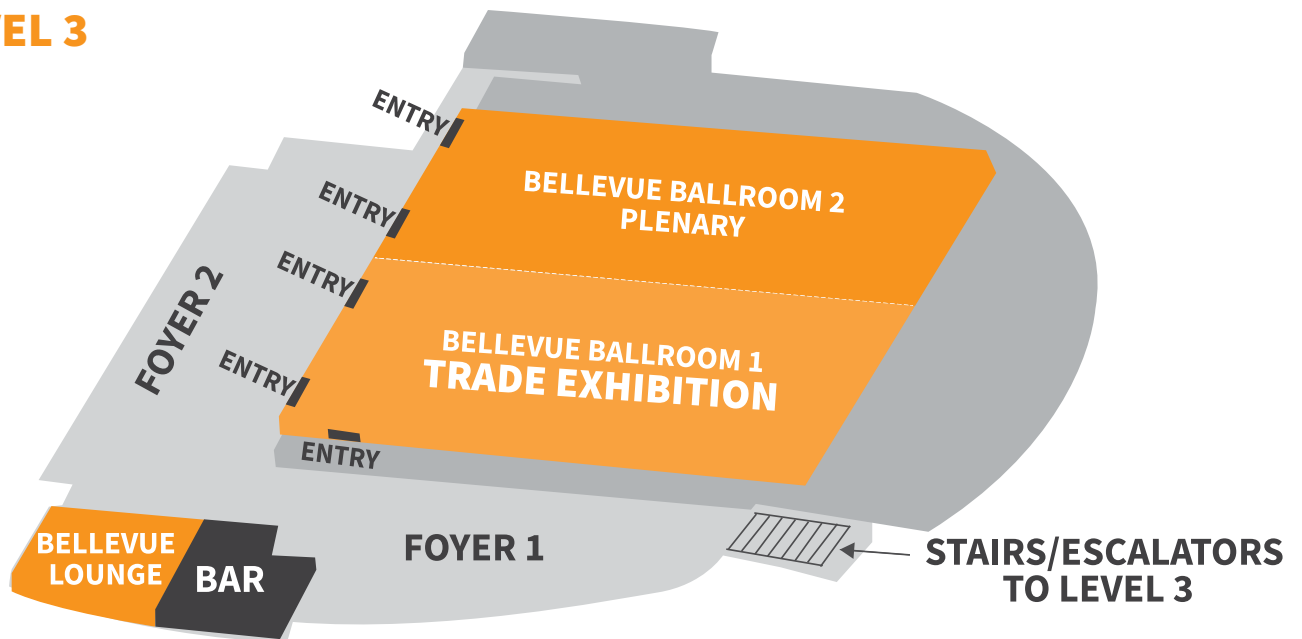 EL 3
ENTRY
BELLEVUE BALLROOM 2
PLENARY
ENTRY
ENTRY
FOYER 2
BELLEVUE BALLROOM 1
TRADE EXHIBITION
ENTRY
ENTRY
BELLEVUE
LOUNGE
BAR
FOYER 1
STAIRS/ESCALATORS
TO LEVEL 3